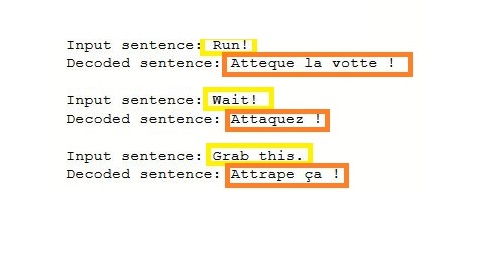 Input sentence: Run!
Decoded sentence: Atteque la votte !
Input sentence: Wait!
Decoded sentence: Attaquez !
Input sentence: Grab this.
Decoded sentence: Attrape ça !